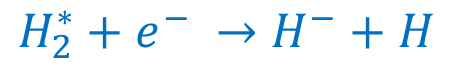 H₂* + e⁻ → H⁻ + H